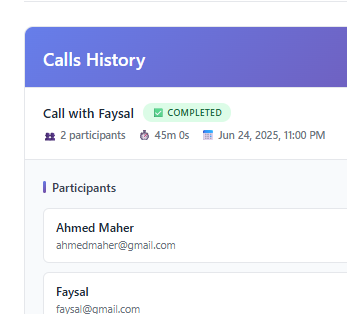 Calls History
Call with Faysal ✅ COMPLETED
👥 2 participants ⏱ 45m 0s 📅 Jun 24, 2025, 11:00 PM
Participants
Ahmed Maher
ahmedmaher@gmail.com
Faysal
faysal@gmail.com